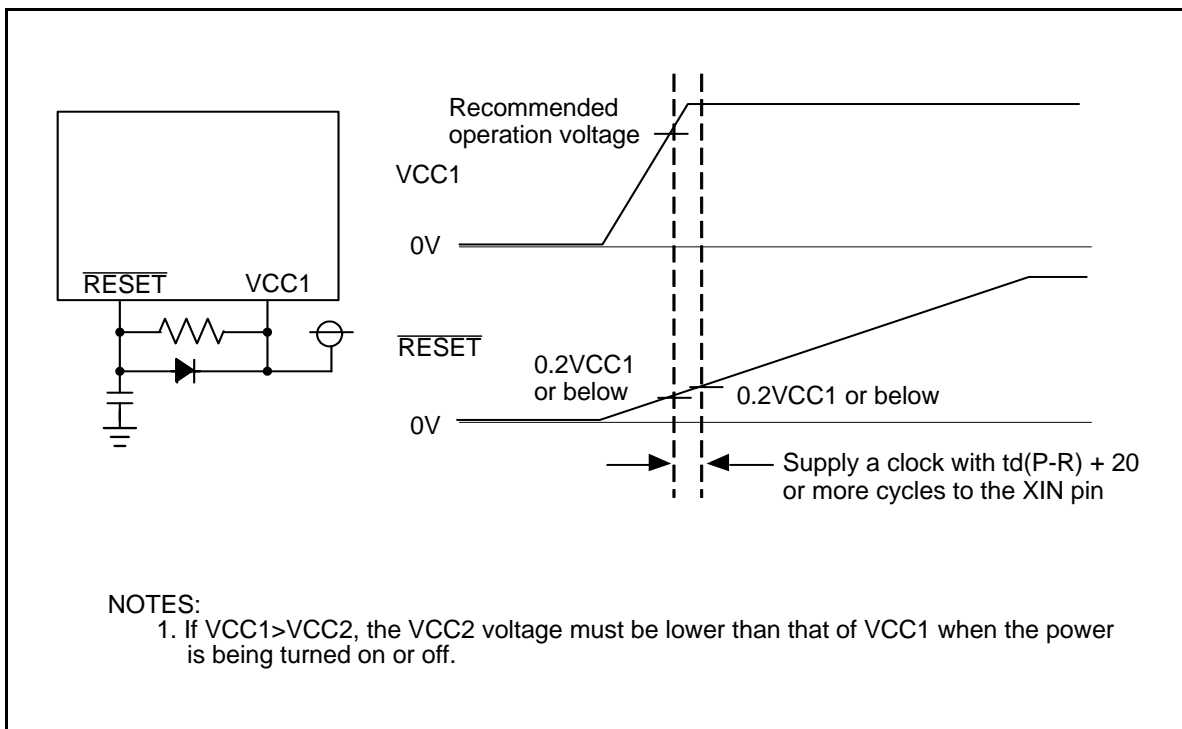 Recommended
operation voltage
VCC1
0V
RESET VCC1
RESET
0.2VCC1
or below
0.2VCC1 or below
0V
Supply a clock with td(P-R) + 20
or more cycles to the XIN pin
NOTES:
1. If VCC1>VCC2, the VCC2 voltage must be lower than that of VCC1 when the power
is being turned on or off.